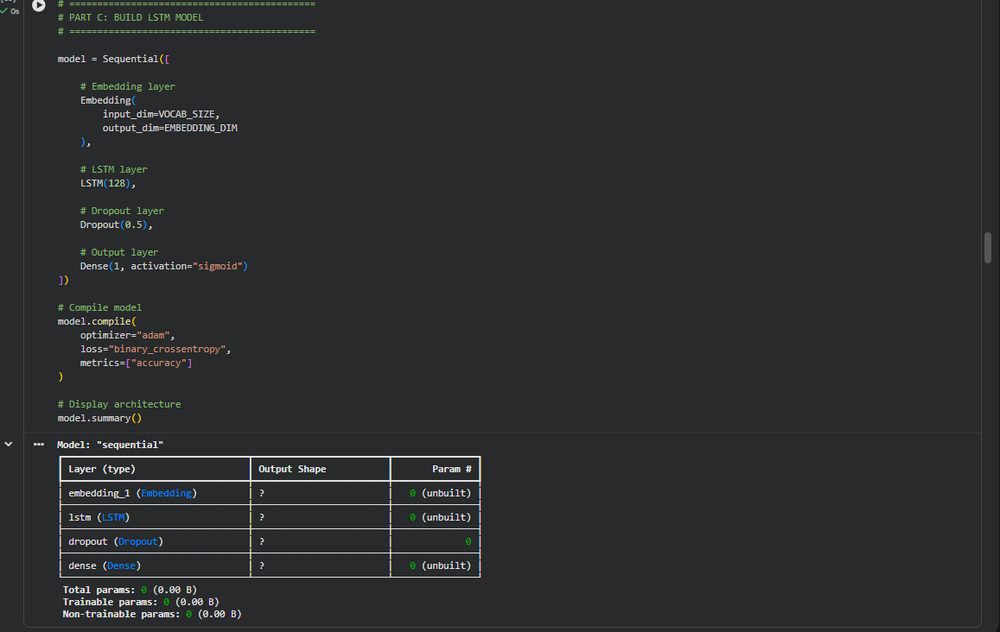 0s
# ============================================
# PART C: BUILD LSTM MODEL
# ============================================
model = Sequential([
# Embedding layer
Embedding(
input_dim=VOCAB_SIZE,
output_dim=EMBEDDING_DIM
),
# LSTM layer
LSTM(128),
# Dropout layer
Dropout(0.5),
# Output layer
Dense(1, activation="sigmoid")
])
# Compile model
model.compile(
optimizer="adam",
loss="binary_crossentropy",
metrics=["accuracy"]
)
# Display architecture
model.summary()
Model: "sequential"
Layer (type) Output Shape Param #
embedding_1 (Embedding) ? 0 (unbuilt)
lstm (LSTM) ? 0 (unbuilt)
dropout (Dropout) ? 0
dense (Dense) ? 0 (unbuilt)
Total params: 0 (0.00 B)
Trainable params: 0 (0.00 B)
Non-trainable params: 0 (0.00 B)